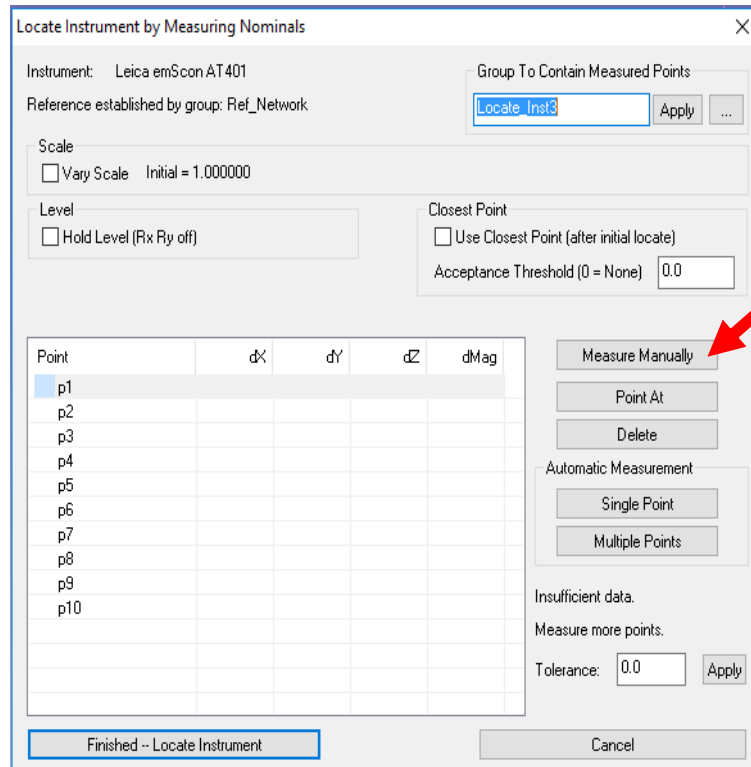 Locate Instrument by Measuring Nominals
Instrument: Leica emScon AT401
Reference established by group: Ref_Network
Group To Contain Measured Points
Locate_Inst3
Apply
...
Scale
Vary Scale Initial = 1.000000
Level
Hold Level (Rx Ry off)
Closest Point
Use Closest Point (after initial locate)
Acceptance Threshold (0 = None) 0.0
Point dX dY dZ dMag
p1
p2
p3
p4
p5
p6
p7
p8
p9
p10
Measure Manually
Point At
Delete
Automatic Measurement
Single Point
Multiple Points
Insufficient data.
Measure more points.
Tolerance: 0.0 Apply
Finished -- Locate Instrument
Cancel